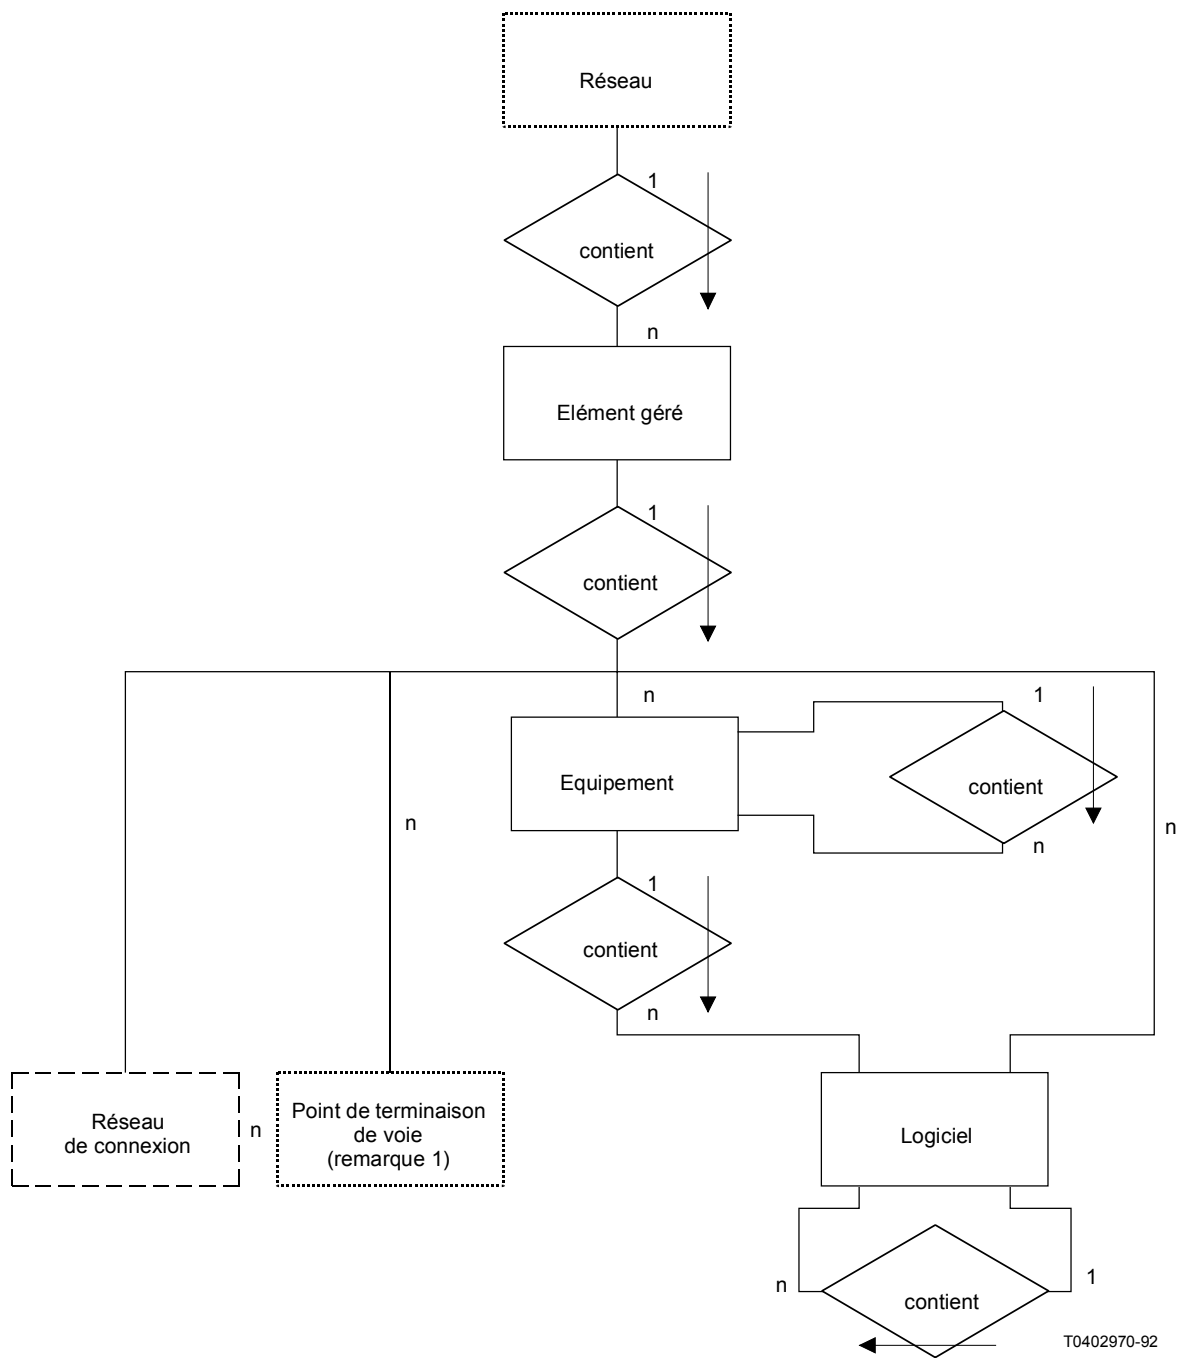 Réseau
1
contient
n
Elément géré
1
contient
n
1
Equipement
contient
n
n
n
1
contient
n
Réseau
de connexion
n
Point de terminaison
de voie
(remarque 1)
Logiciel
n
1
contient
T0402970-92